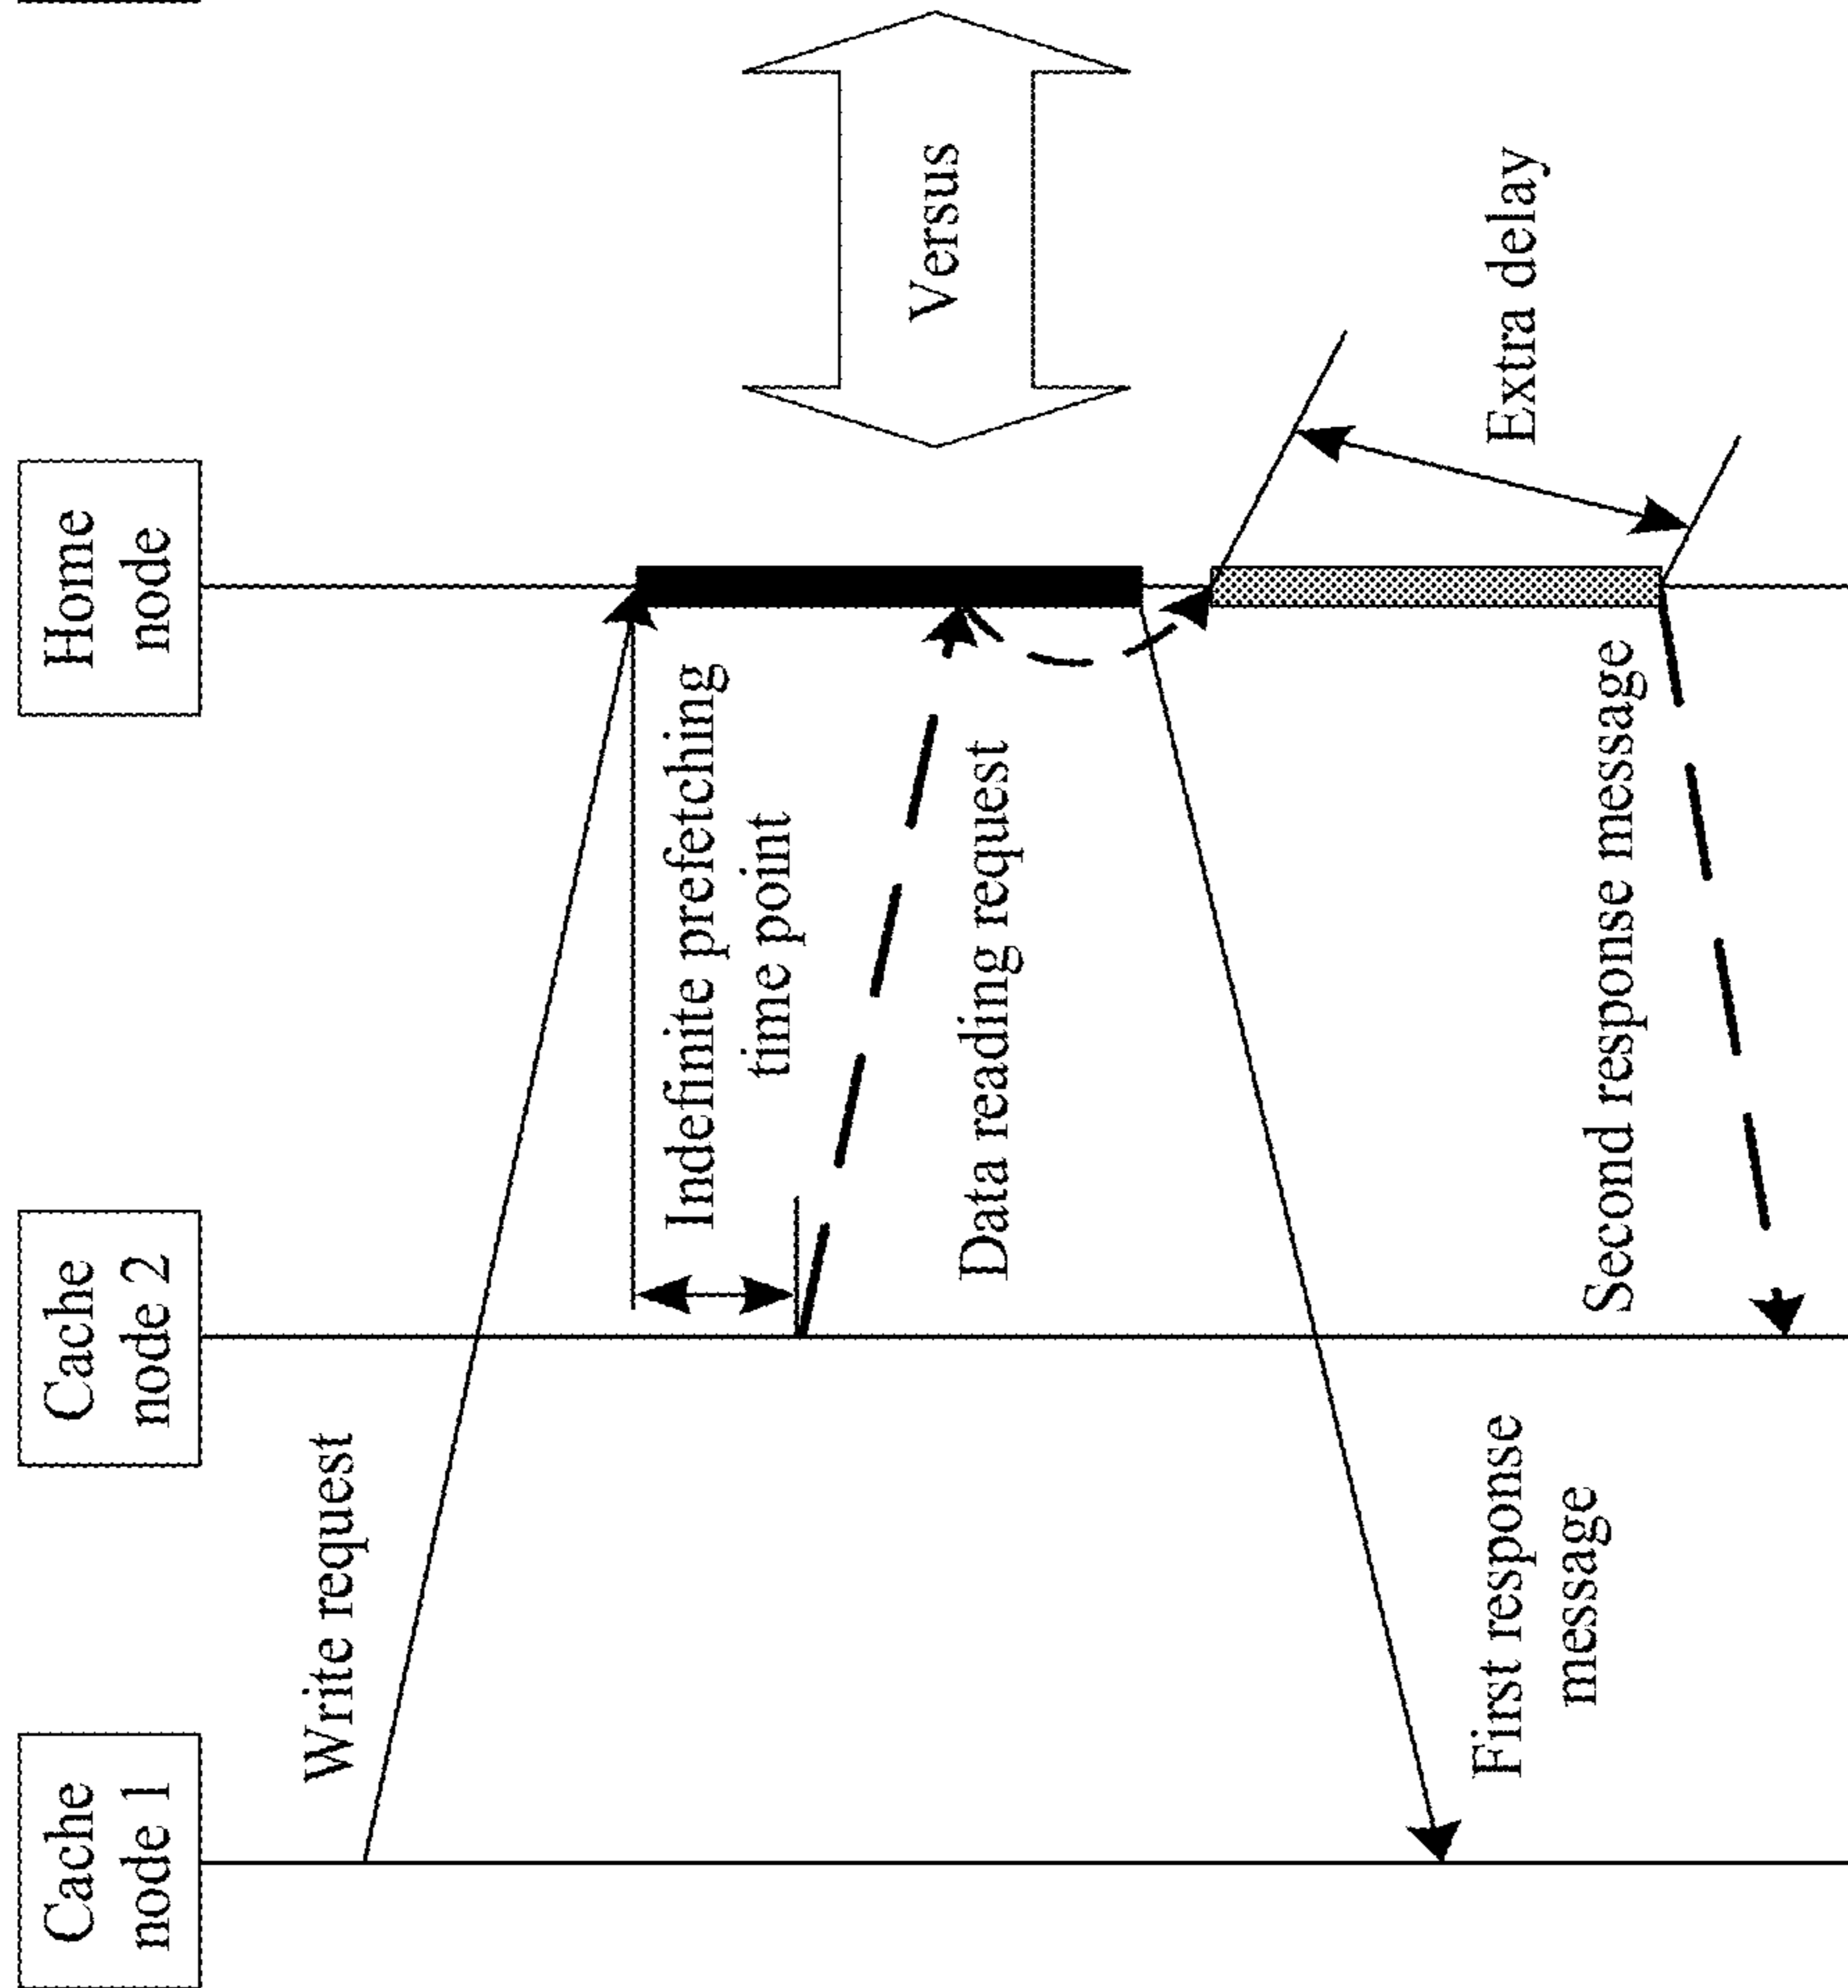 Cache
node 1
Cache
node 2
Home
node
Write request
Indefinite prefetching
time point
Data reading request
Versus
First response
message
Second response message
Extra delay